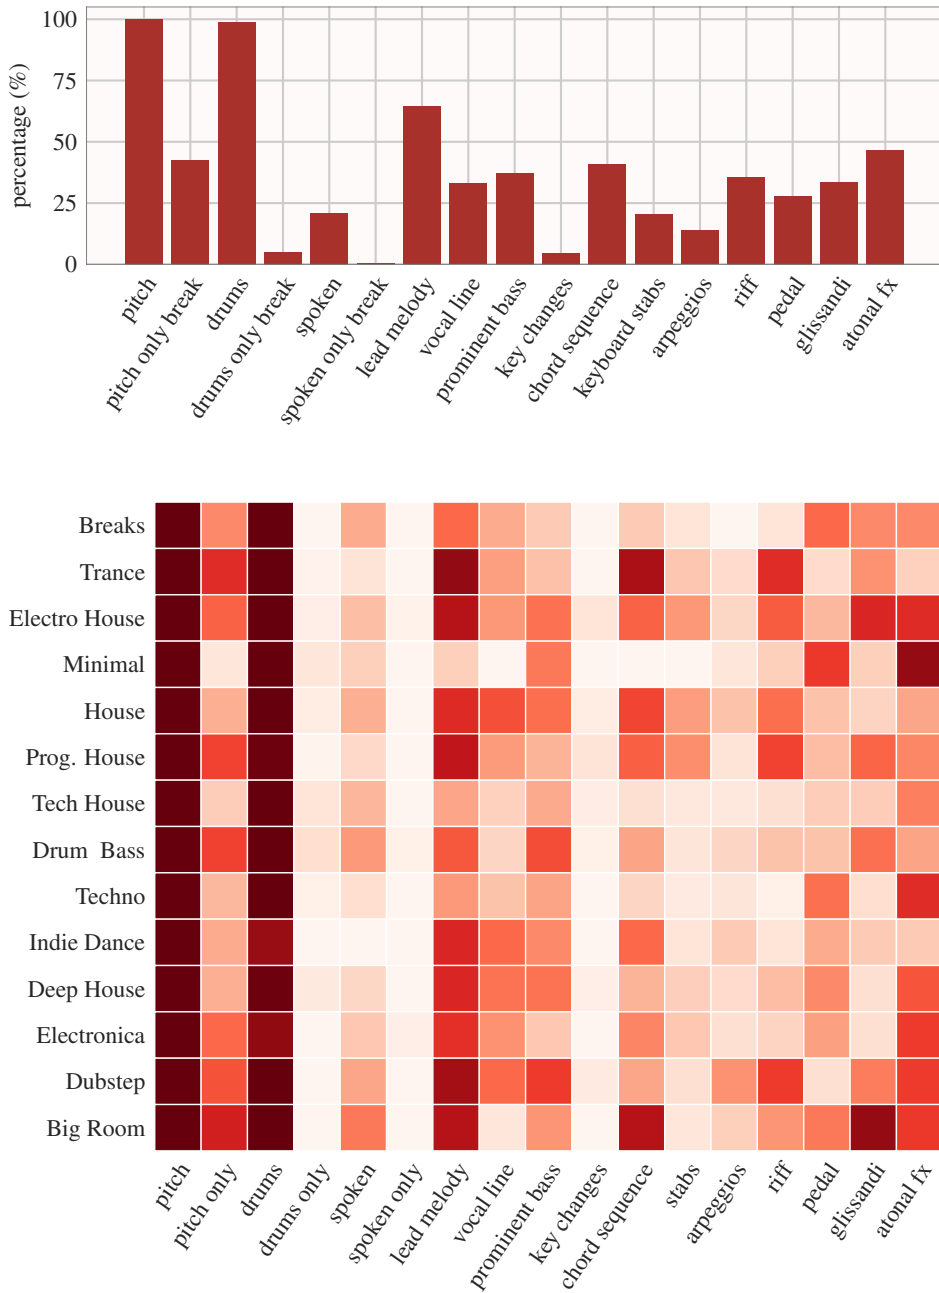 percentage (%)
100
75
50
25
0
pitch
pitch only break
drums
drums only break
spoken
spoken only break
lead melody
vocal line
prominent bass
key changes
chord sequence
keyboard stabs
arpeggios
riff
pedal
glissandi
atonal fx
Breaks
Trance
Electro House
Minimal
House
Prog. House
Tech House
Drum  Bass
Techno
Indie Dance
Deep House
Electronica
Dubstep
Big Room
pitch
pitch only
drums
drums only
spoken
spoken only
lead melody
vocal line
prominent bass
key changes
chord sequence
stabs
arpeggios
riff
pedal
glissandi
atonal fx